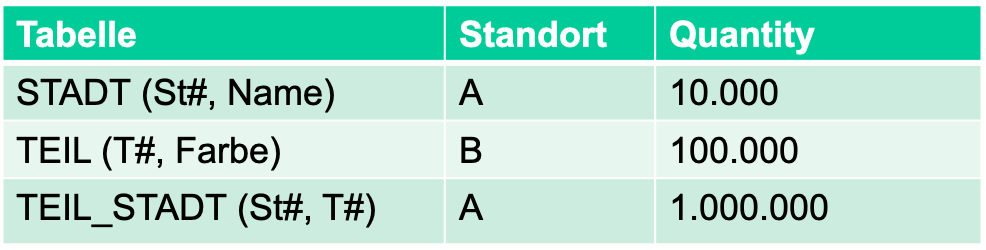 Tabelle Standort Quantity
STADT (St#, Name) A 10.000
TEIL (T#, Farbe) B 100.000
TEIL_STADT (St#, T#) A 1.000.000